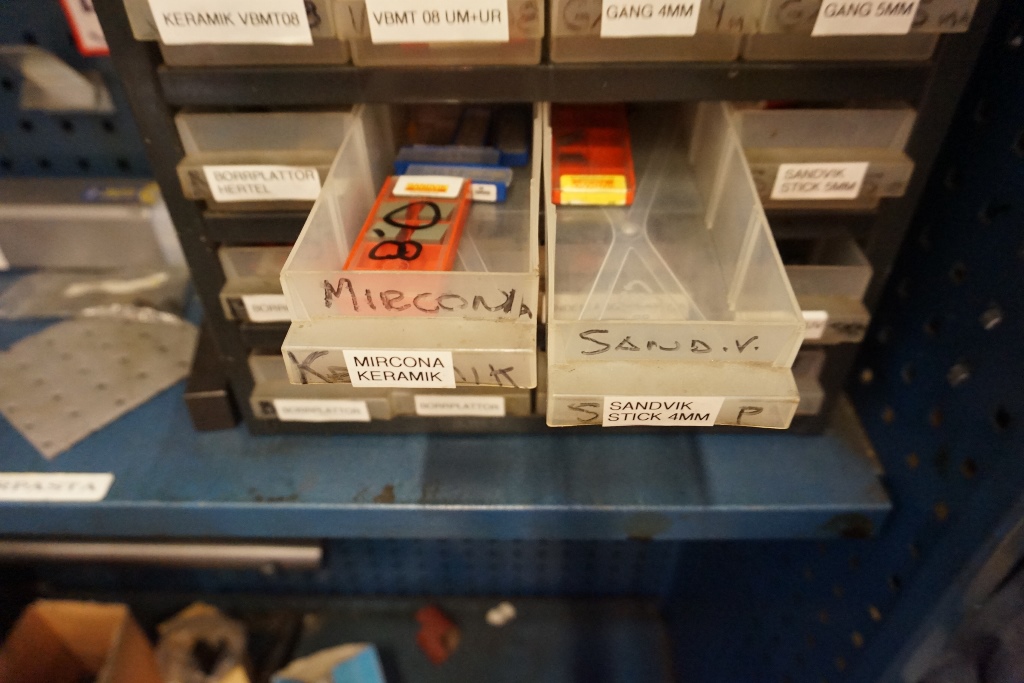 KERAMIK VBMT08
VBMT 08 UM+UR
GANG 4MM
GANG 5MM
BORRPLATTOR
HERTEL
SANDVIK
STICK 5MM
8,0
MIRCONA
MIRCONA
KERAMIK
SAND.V.
SANDVIK
STICK 4MM
S
P
BORRPLATTOR
BORRPLATTOR